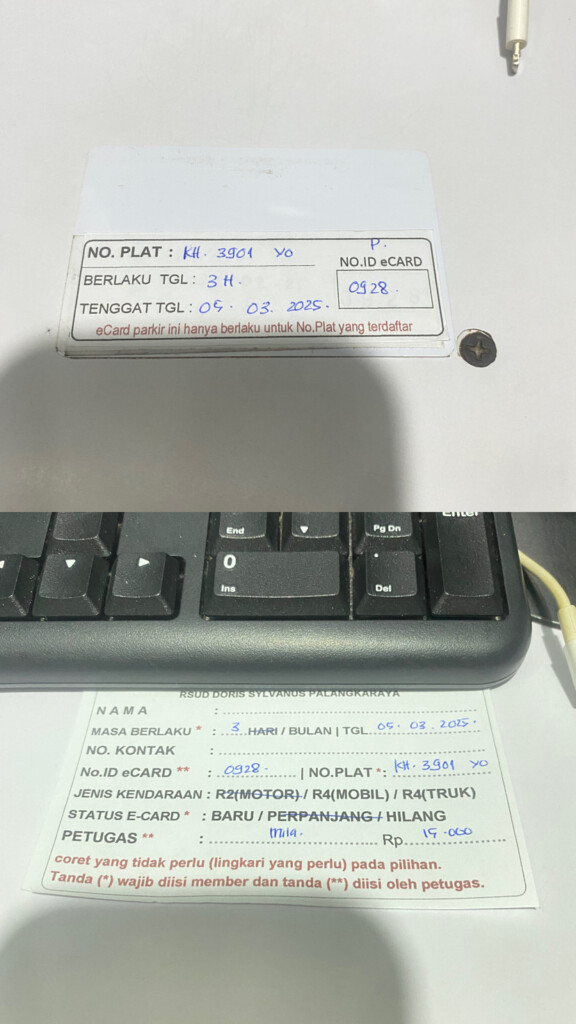 NO. PLAT : KH. 3901 YO
P.
NO.ID eCARD
BERLAKU TGL : 3 H.
0928.
TENGGAT TGL : 05. 03. 2025.
eCard parkir ini hanya berlaku untuk No.Plat yang terdaftar
End
Pg Dn
Enter
0
Ins
.
Del
RSUD DORIS SYLVANUS PALANGKARAYA
NAMA :
MASA BERLAKU * : 3 HARI / BULAN | TGL. 05. 03. 2025.
NO. KONTAK :
No.ID eCARD ** : 0928. | NO.PLAT *: KH. 3901 YO
JENIS KENDARAAN : R2(MOTOR) / R4(MOBIL) / R4(TRUK)
STATUS E-CARD * : BARU / PERPANJANG / HILANG
PETUGAS ** : Mila. Rp. 15.000
coret yang tidak perlu (lingkari yang perlu) pada pilihan.
Tanda (*) wajib diisi member dan tanda (**) diisi oleh petugas.